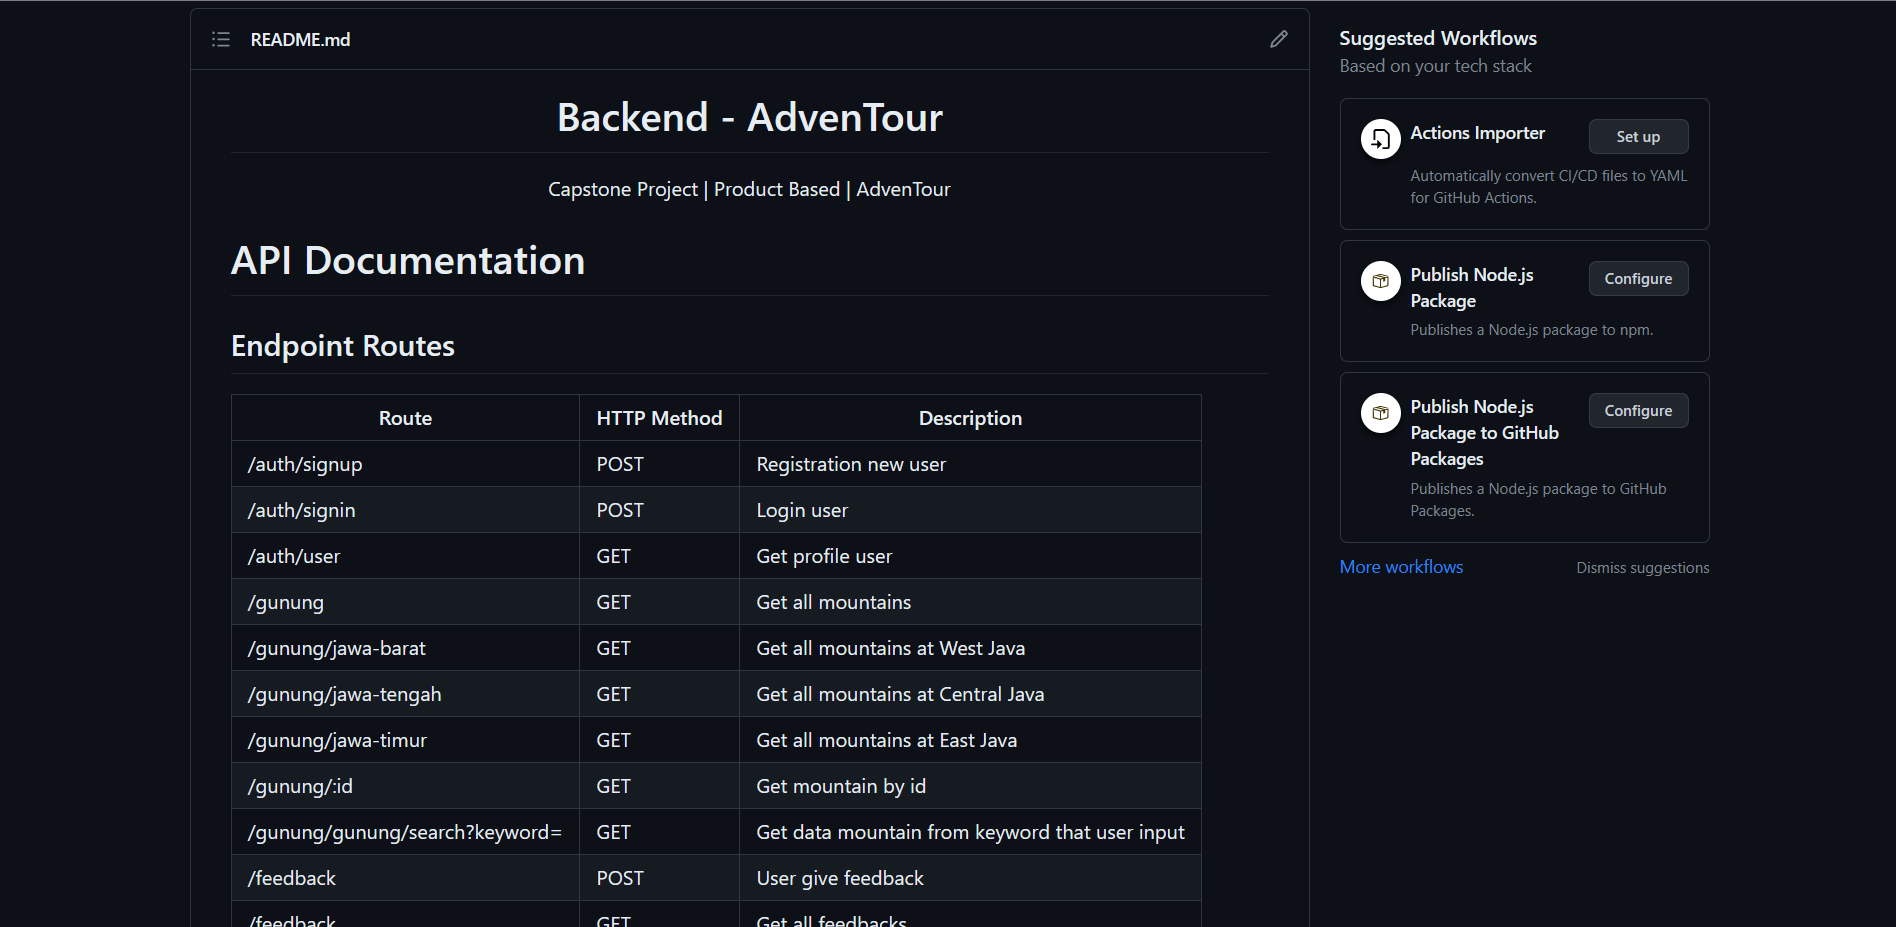 README.md
Backend - AdvenTour
Capstone Project | Product Based | AdvenTour
API Documentation
Endpoint Routes
Route HTTP Method Description
/auth/signup POST Registration new user
/auth/signin POST Login user
/auth/user GET Get profile user
/gunung GET Get all mountains
/gunung/jawa-barat GET Get all mountains at West Java
/gunung/jawa-tengah GET Get all mountains at Central Java
/gunung/jawa-timur GET Get all mountains at East Java
/gunung/:id GET Get mountain by id
/gunung/gunung/search?keyword= GET Get data mountain from keyword that user input
/feedback POST User give feedback
/feedback GET Get all feedbacks
Suggested Workflows
Based on your tech stack
Actions Importer
Set up
Automatically convert CI/CD files to YAML
for GitHub Actions.
Publish Node.js
Package
Configure
Publishes a Node.js package to npm.
Publish Node.js
Package to GitHub
Packages
Configure
Publishes a Node.js package to GitHub
Packages.
More workflows
Dismiss suggestions